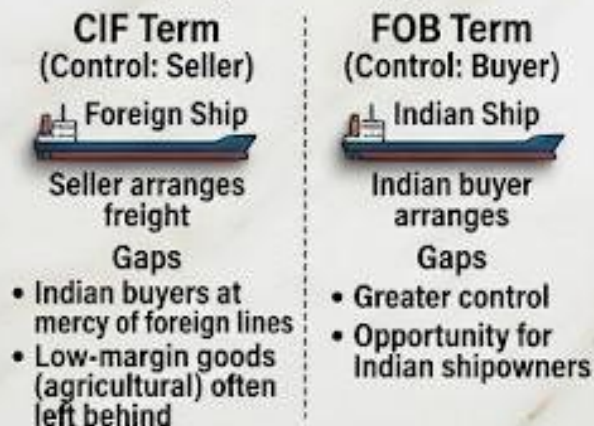 CIF Term
(Control: Seller)
Foreign Ship
Seller arranges
freight
Gaps
• Indian buyers at
mercy of foreign lines
• Low-margin goods
(agricultural) often
left behind
FOB Term
(Control: Buyer)
Indian Ship
Indian buyer
arranges
Gaps
• Greater control
• Opportunity for
Indian shipowners